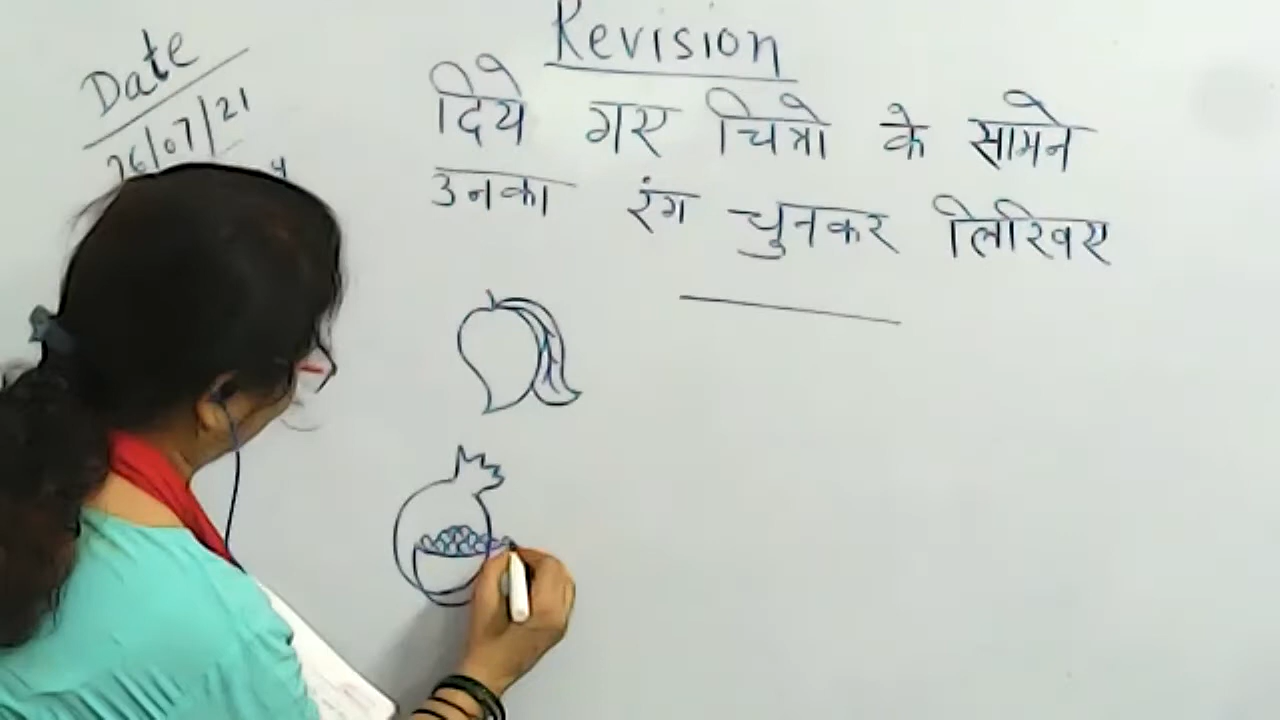 Revision
Date
26/07/21
दिये गए चित्रो के सामने
उनका रंग चुनकर लिखिए